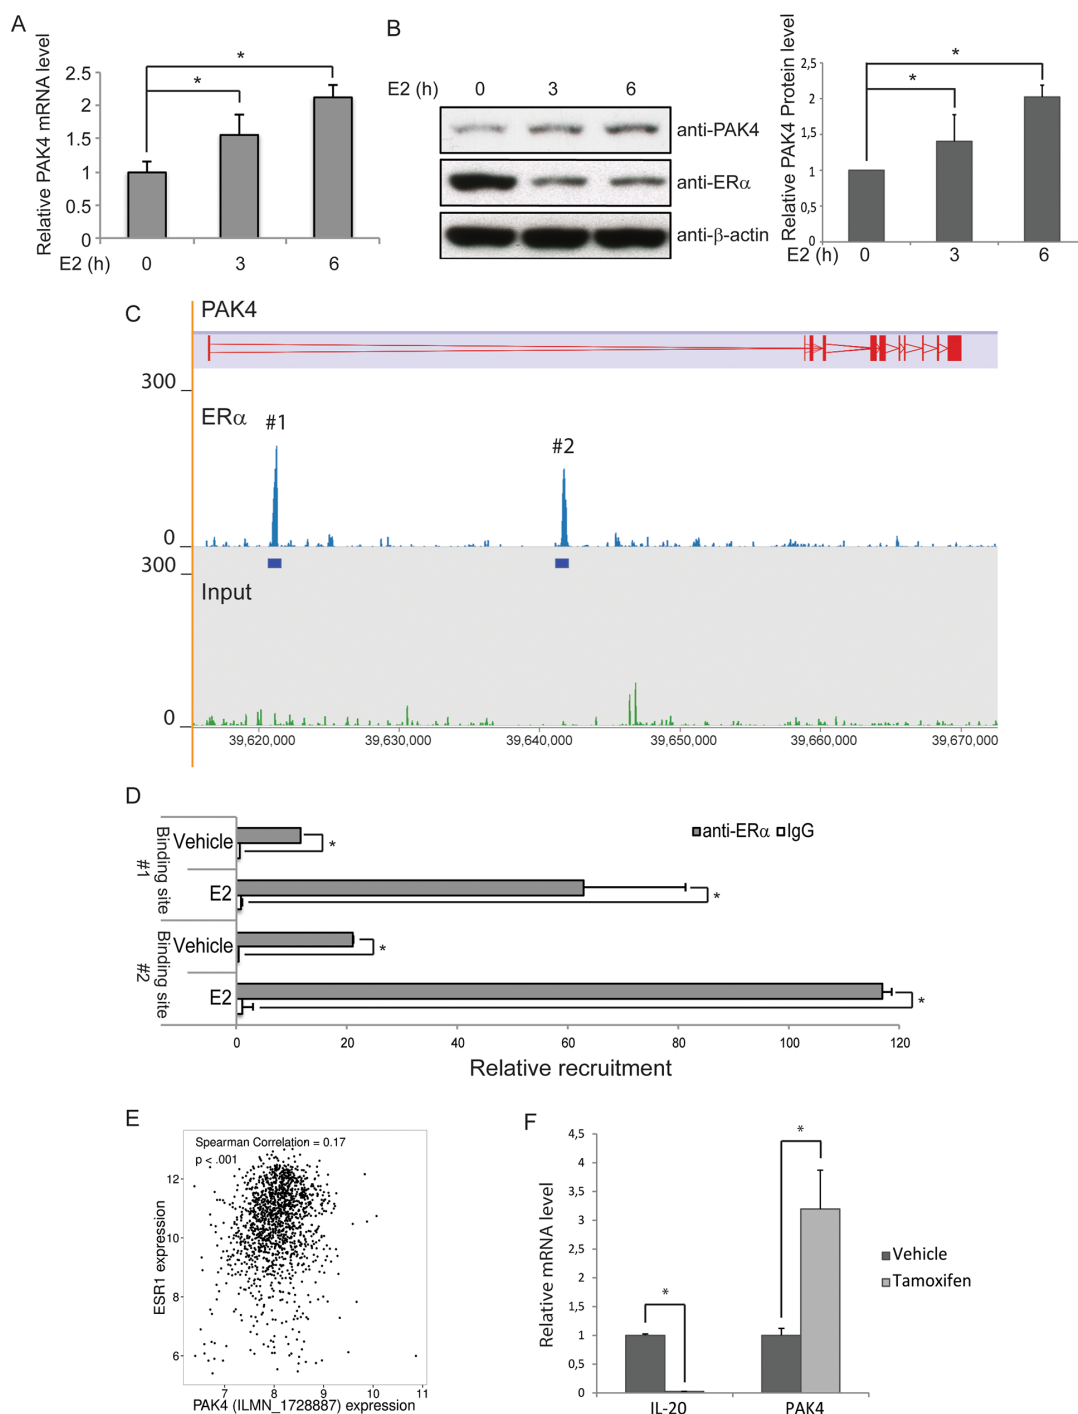 A
Relative PAK4 mRNA level
2.5
2
1.5
1
0.5
0
*
*
E2 (h)
0
3
6
B
E2 (h)
0
3
6
anti-PAK4
anti-ERα
anti-β-actin
Relative PAK4 Protein level
2,5
2
1,5
1
0,5
0
*
*
E2 (h)
0
3
6
C
PAK4
300
ERα
#1
#2
0
300
Input
0
39,620,000
39,630,000
39,640,000
39,650,000
39,660,000
39,670,000
D
anti-ERα
IgG
Binding site
#1
Vehicle
*
E2
*
Binding site
#2
Vehicle
*
E2
*
0
20
40
60
80
100
120
Relative recruitment
E
Spearman Correlation = 0.17
p < .001
ESR1 expression
12
10
8
6
7
8
9
10
11
PAK4 (ILMN_1728887) expression
F
Relative mRNA level
4,5
4
3,5
3
2,5
2
1,5
1
0,5
0
*
*
Vehicle
Tamoxifen
IL-20
PAK4